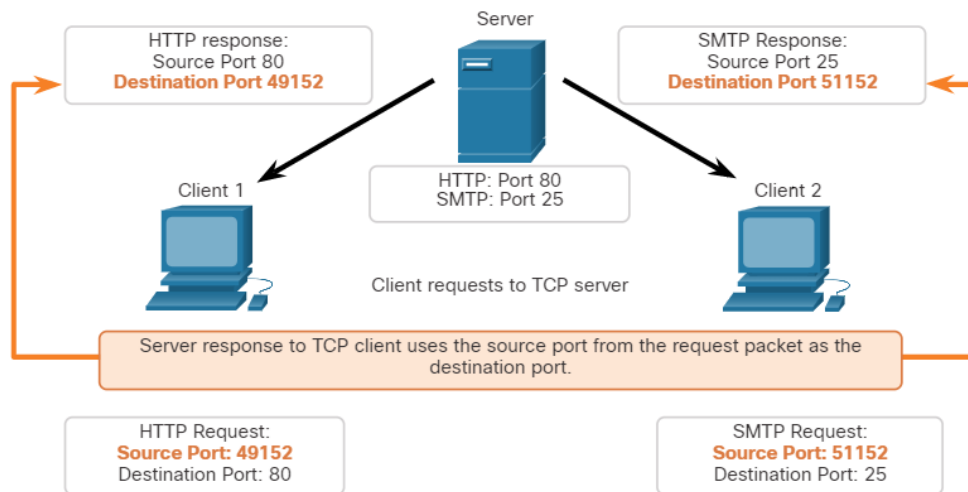 Server
HTTP response:
Source Port 80
Destination Port 49152
SMTP Response:
Source Port 25
Destination Port 51152
HTTP: Port 80
SMTP: Port 25
Client 1
Client 2
Client requests to TCP server
Server response to TCP client uses the source port from the request packet as the
destination port.
HTTP Request:
Source Port: 49152
Destination Port: 80
SMTP Request:
Source Port: 51152
Destination Port: 25